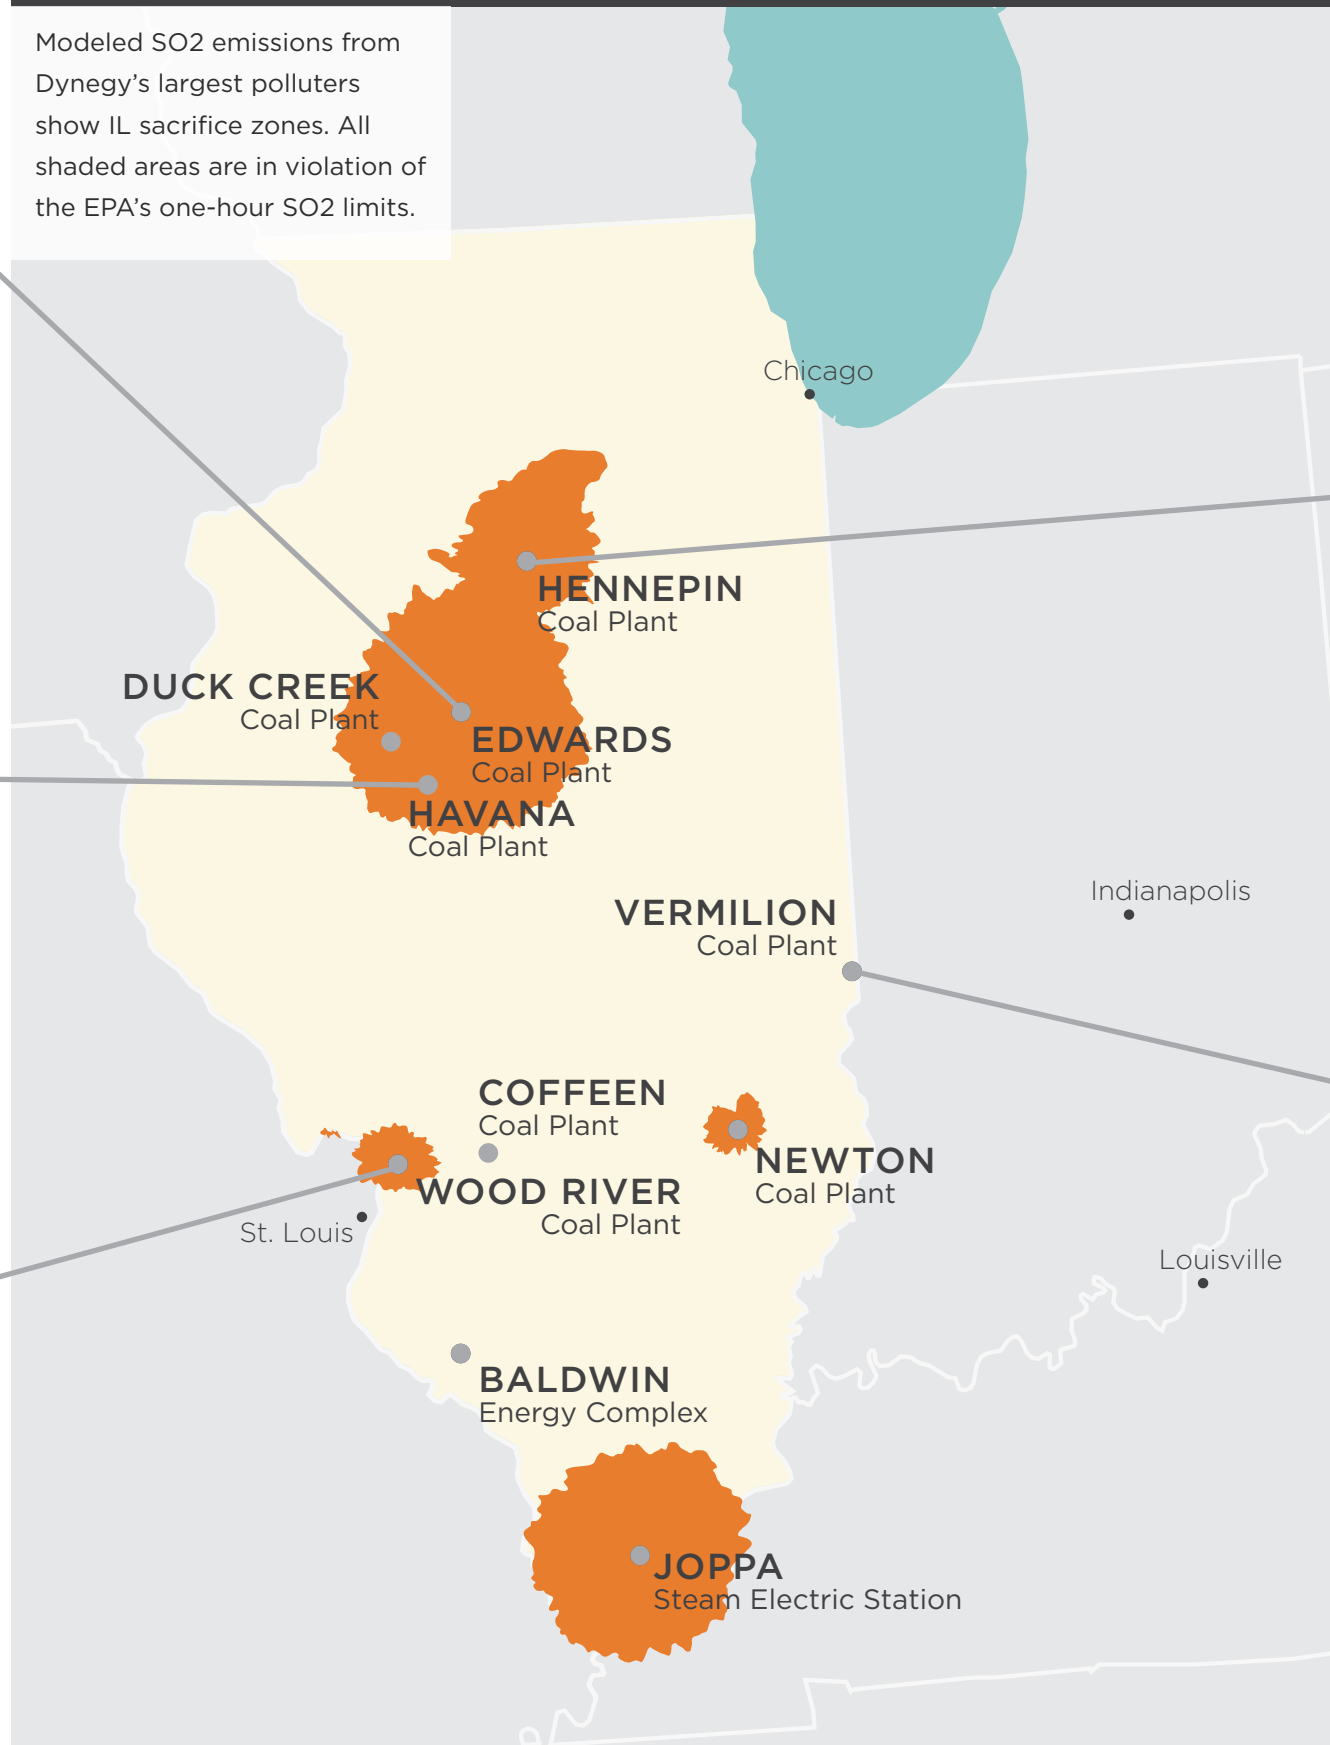 Modeled SO2 emissions from
Dynegy's largest polluters
show IL sacrifice zones. All
shaded areas are in violation of
the EPA's one-hour SO2 limits.
Chicago
HENNEPIN
Coal Plant
DUCK CREEK
Coal Plant
EDWARDS
Coal Plant
HAVANA
Coal Plant
Indianapolis
VERMILION
Coal Plant
COFFEEN
Coal Plant
NEWTON
Coal Plant
WOOD RIVER
Coal Plant
St. Louis
Louisville
BALDWIN
Energy Complex
JOPPA
Steam Electric Station